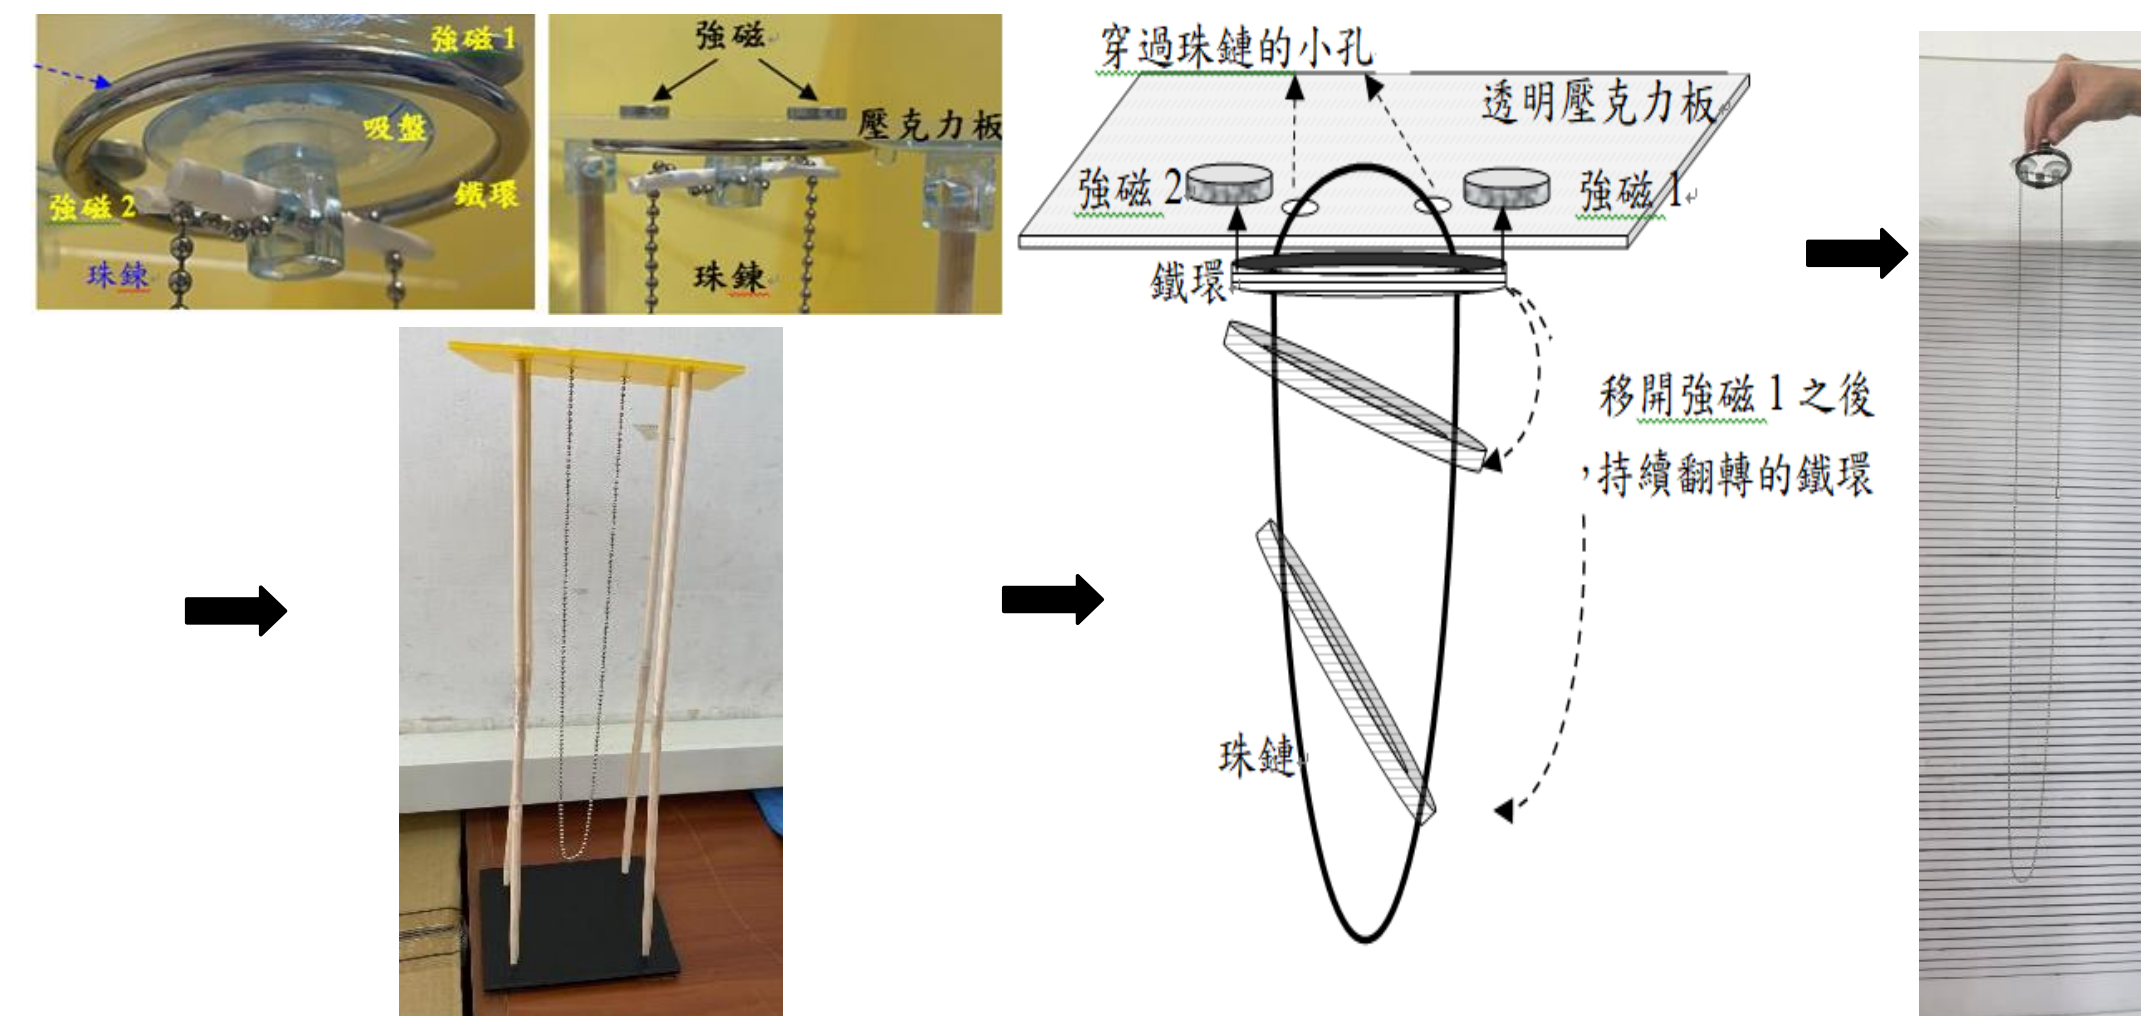 強磁1
吸盤
強磁2
鐵環
珠鍊
強磁
壓克力板
珠鍊
穿過珠鏈的小孔
透明壓克力板
強磁2
強磁1
鐵環
移開強磁1之後
，持續翻轉的鐵環
珠鏈